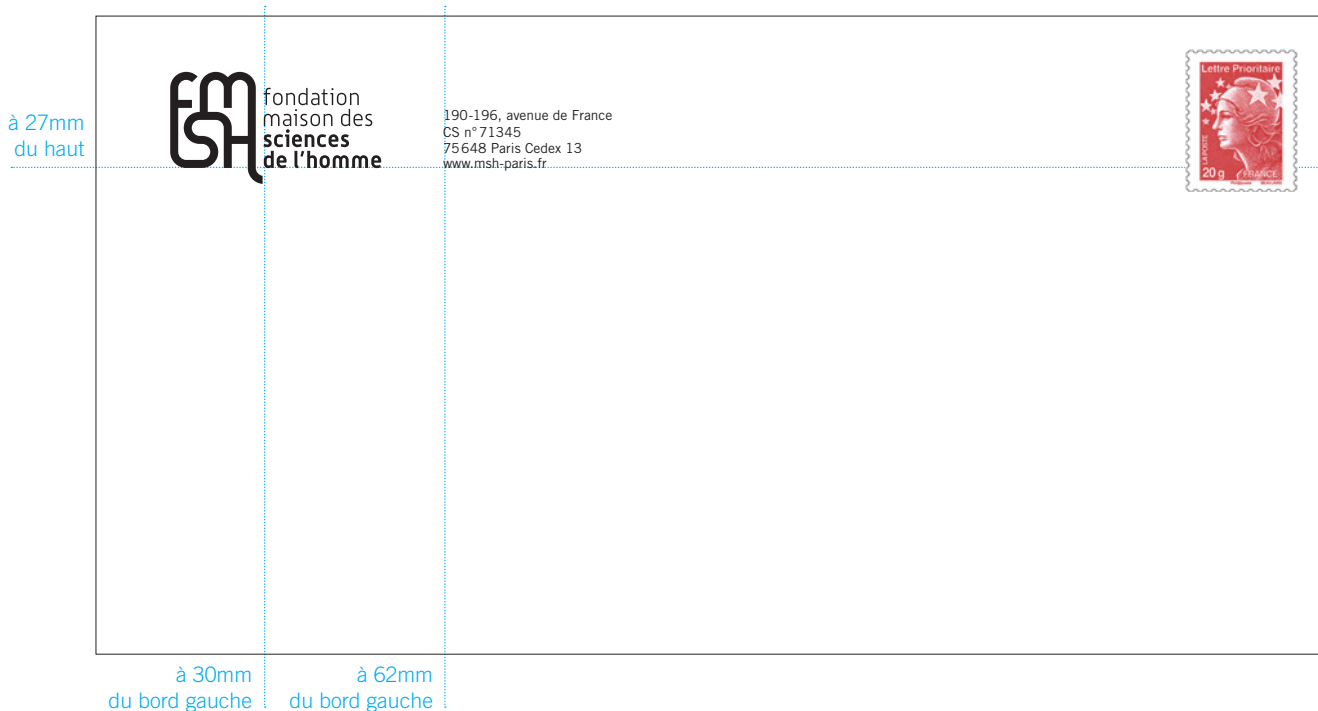 fmsh
fondation
maison des
sciences
de l'homme
190-196, avenue de France
CS n° 71345
75648 Paris Cedex 13
www.msh-paris.fr
Lettre Prioritaire
LA POSTE
20 g
FRANCE
à 27mm
du haut
à 30mm
du bord gauche
à 62mm
du bord gauche